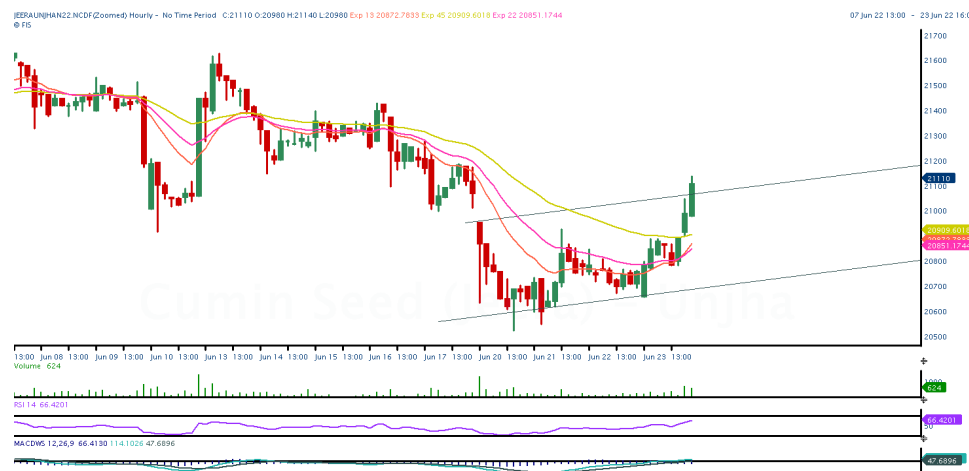 JEERAUNJHAN22.NCDF(Zoomed) Hourly - No Time Period C:21110 O:20980 H:21140 L:20980 Exp 13 20872.7833 Exp 45 20909.6018 Exp 22 20851.1744 07 Jun 22 13:00 - 23 Jun 22 16:0
© FIS
21700
21600
21500
21400
21300
21200
21110
21100
21000
20909.6018
20851.1744
20800
20700
20600
20500
Cumin Seed Unjha
13:00 Jun 08 13:00 Jun 09 13:00 Jun 10 13:00 Jun 13 13:00 Jun 14 13:00 Jun 15 13:00 Jun 16 13:00 Jun 17 13:00 Jun 20 13:00 Jun 21 13:00 Jun 22 13:00 Jun 23 13:00
Volume 624
624
RSI 14 66.4201
66.4201
50
MACDWS 12,26,9 66.4130 114.1026 47.6896
47.6896